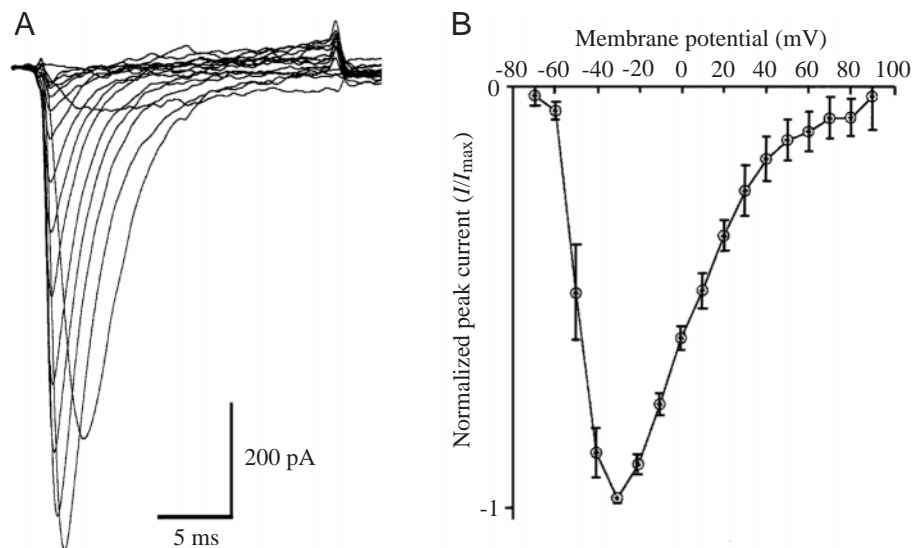 A
200 pA
5 ms
B
Membrane potential (mV)
-80 -60 -40 -20 0 20 40 60 80 100
0
Normalized peak current (I/Imax)
-1